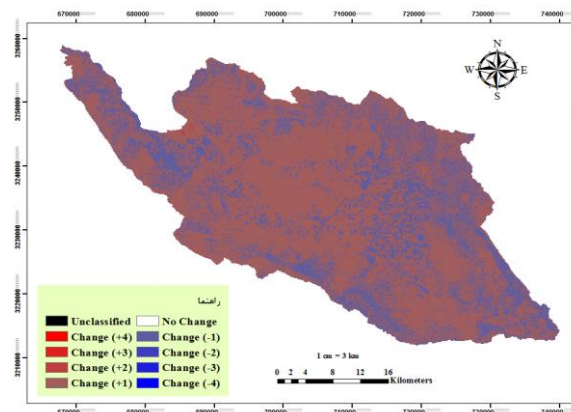 670000 680000 690000 700000 710000 720000 730000 740000
3260000
3250000
3240000
3230000
3220000
3210000
N
W E
S
راهنما
Unclassified No Change
Change (+4) Change (-1)
Change (+3) Change (-2)
Change (+2) Change (-3)
Change (+1) Change (-4)
1 cm = 3 km
0 2 4 8 12 16
Kilometers
670000 680000 690000 700000 710000 720000 730000 740000